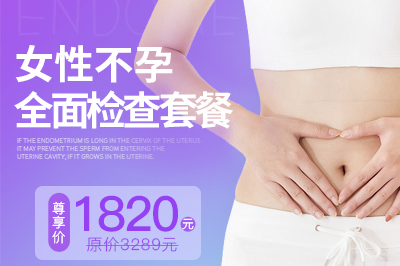 ENDOME
女性不孕
全面检查套餐
IF THE ENDOMETRIUM IS LONG IN THE CERVIX OF THE UTERUS,
IT MAY PREVENT THE SPERM FROM ENTERING THE
UTERINE CAVITY; IF IT GROWS IN THE UTERINE.
尊享价 1820元
原价3289元